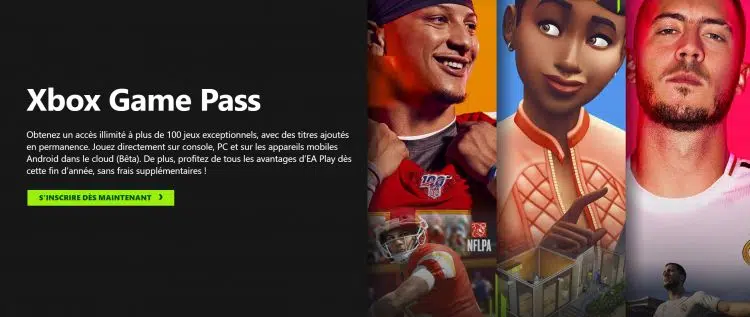 Xbox Game Pass
Obtenez un accès illimité à plus de 100 jeux exceptionnels, avec des titres ajoutés
en permanence. Jouez directement sur console, PC et sur les appareils mobiles
Android dans le cloud (Bêta). De plus, profitez de tous les avantages d'EA Play dès
cette fin d'année, sans frais supplémentaires !
S'INSCRIRE DÈS MAINTENANT
100
NFL
NFLPA